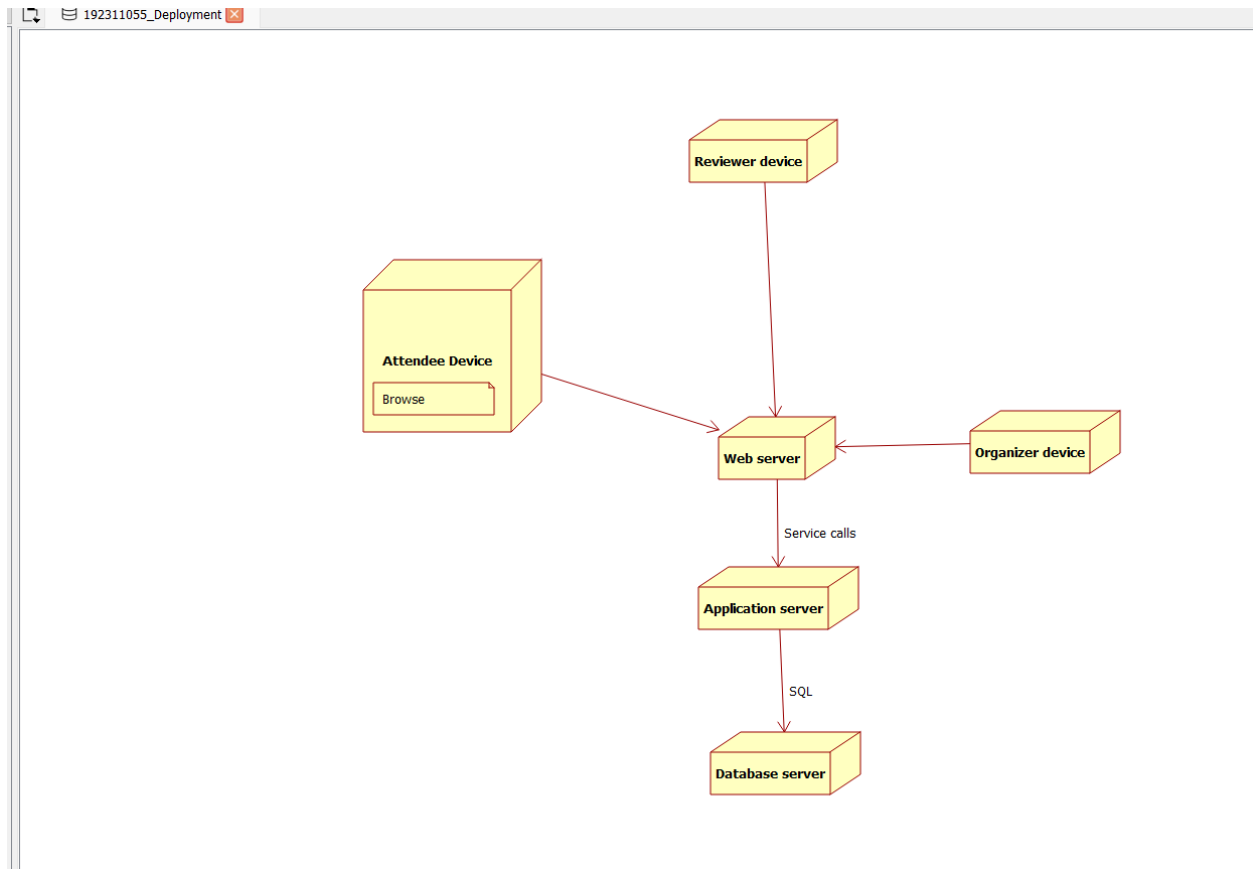 192311055_Deployment
Reviewer device
Attendee Device
Browse
Web server
Organizer device
Service calls
Application server
SQL
Database server